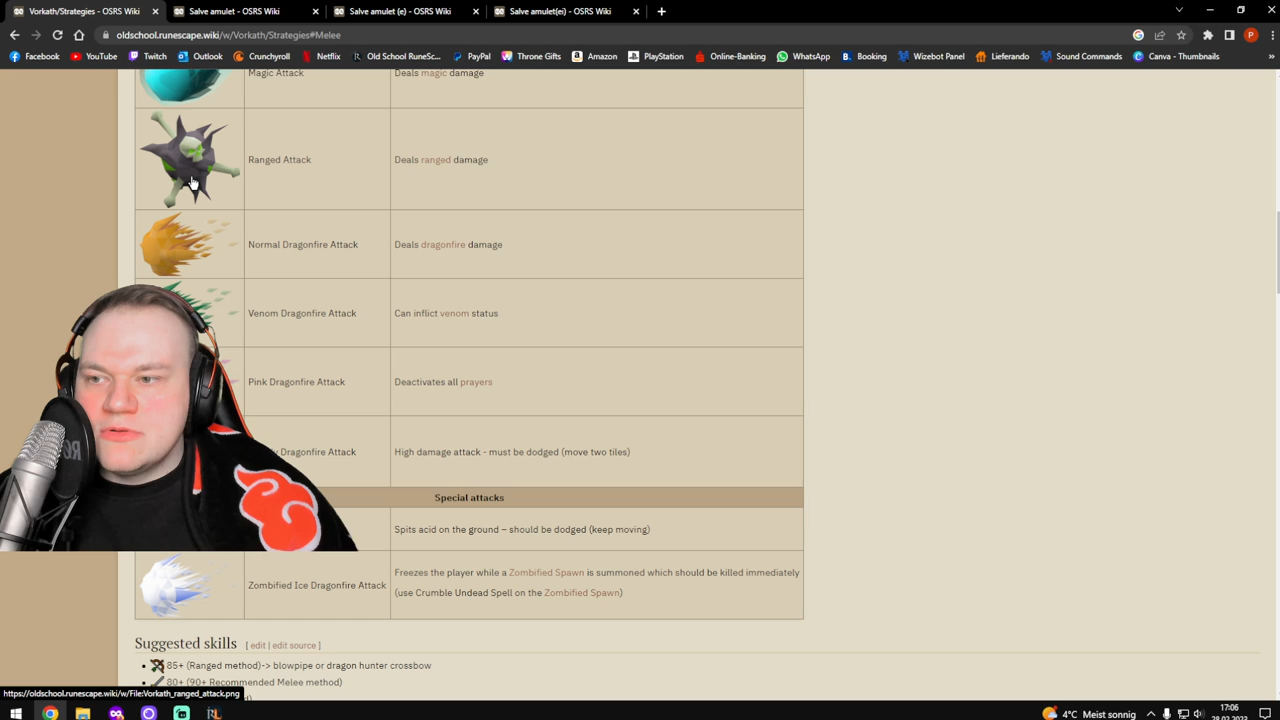 Vorkath/Strategies - OSRS Wiki
Salve amulet - OSRS Wiki
Salve amulet (e) - OSRS Wiki
Salve amulet(ei) - OSRS Wiki
oldschool.runescape.wiki/w/Vorkath/Strategies#Melee
P
Facebook
YouTube
Twitch
Outlook
Crunchyroll
Netflix
Old School RuneSc...
PayPal
Throne Gifts
Amazon
PlayStation
Online-Banking
WhatsApp
Booking
Wizebot Panel
Lieferando
Sound Commands
Canva - Thumbnails
Magic Attack
Deals magic damage
Ranged Attack
Deals ranged damage
Normal Dragonfire Attack
Deals dragonfire damage
Venom Dragonfire Attack
Can inflict venom status
Pink Dragonfire Attack
Deactivates all prayers
Dragonfire Attack
High damage attack - must be dodged (move two tiles)
Special attacks
Spits acid on the ground – should be dodged (keep moving)
Zombified Ice Dragonfire Attack
Freezes the player while a Zombified Spawn is summoned which should be killed immediately
(use Crumble Undead Spell on the Zombified Spawn)
Suggested skills [ edit | edit source ]
85+ (Ranged method)-> blowpipe or dragon hunter crossbow
80+ (90+ Recommended Melee method)
https://oldschool.runescape.wiki/w/File:Vorkath_ranged_attack.png
4°C Meist sonnig
17:06
28.02.2023